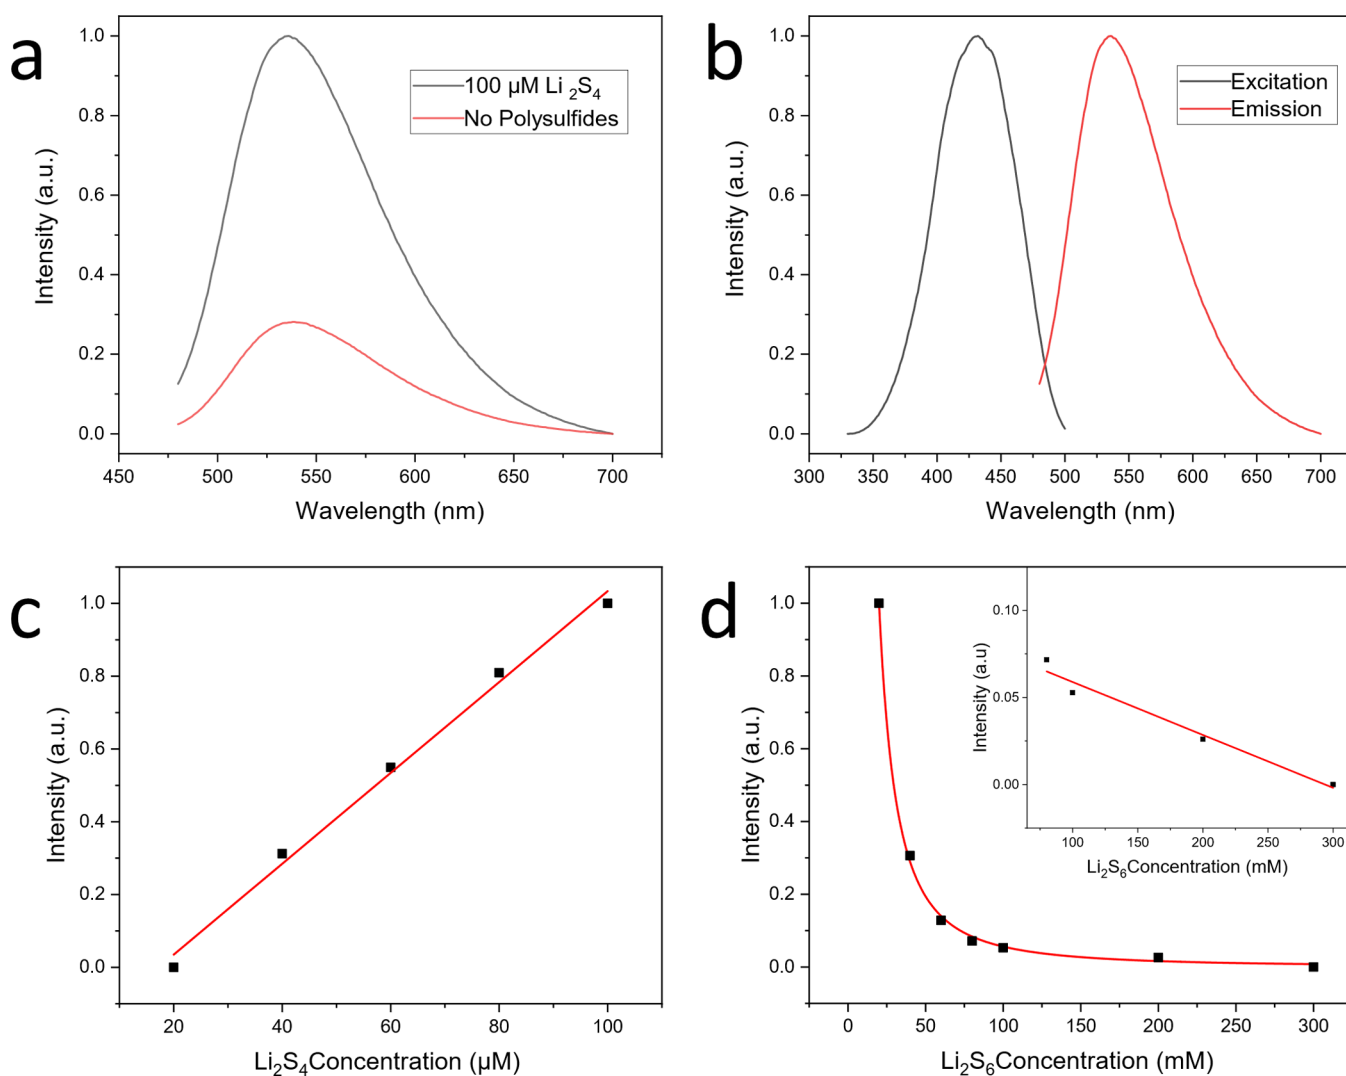 a
1.0
0.8
0.6
0.4
0.2
0.0
Intensity (a.u.)
100 µM Li ₂S₄
No Polysulfides
450 500 550 600 650 700
Wavelength (nm)
b
1.0
0.8
0.6
0.4
0.2
0.0
Intensity (a.u.)
Excitation
Emission
300 350 400 450 500 550 600 650 700
Wavelength (nm)
c
1.0
0.8
0.6
0.4
0.2
0.0
Intensity (a.u.)
20 40 60 80 100
Li₂S₄Concentration (µM)
d
1.0
0.8
0.6
0.4
0.2
0.0
Intensity (a.u.)
0.10
0.05
0.00
Intensity (a.u)
100 150 200 250 300
Li₂S₆Concentration (mM)
0 50 100 150 200 250 300
Li₂S₆Concentration (mM)